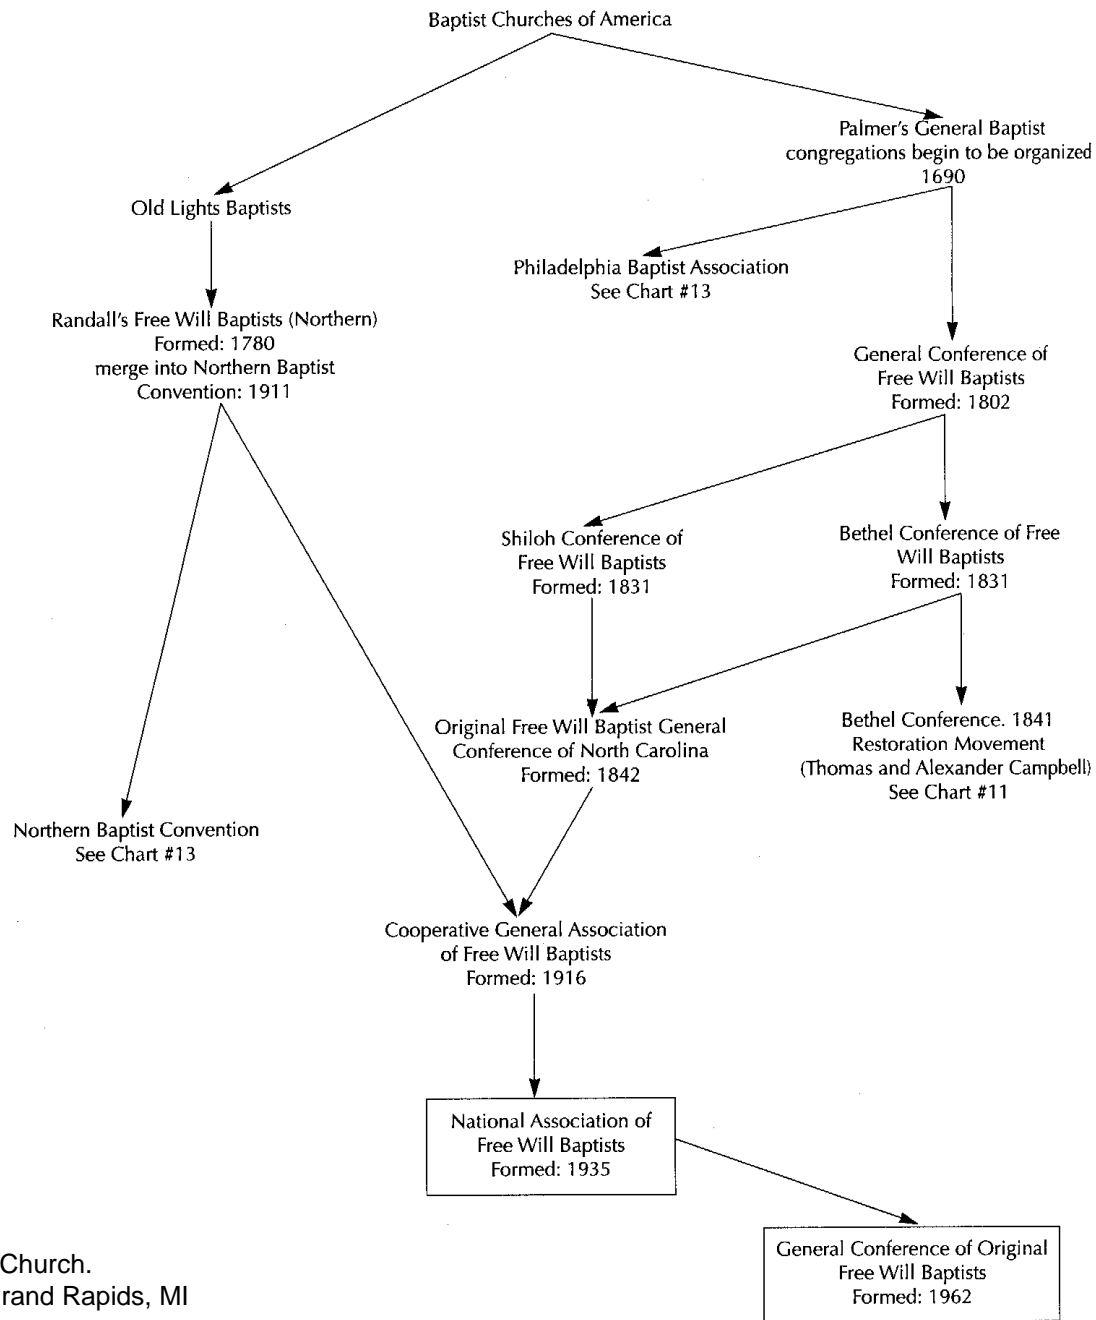 Baptist Churches of America
Palmer's General Baptist
congregations begin to be organized
1690
Old Lights Baptists
Philadelphia Baptist Association
See Chart #13
Randall's Free Will Baptists (Northern)
Formed: 1780
merge into Northern Baptist
Convention: 1911
General Conference of
Free Will Baptists
Formed: 1802
Shiloh Conference of
Free Will Baptists
Formed: 1831
Bethel Conference of Free
Will Baptists
Formed: 1831
Original Free Will Baptist General
Conference of North Carolina
Formed: 1842
Bethel Conference. 1841
Restoration Movement
(Thomas and Alexander Campbell)
See Chart #11
Northern Baptist Convention
See Chart #13
Cooperative General Association
of Free Will Baptists
Formed: 1916
National Association of
Free Will Baptists
Formed: 1935
General Conference of Original
Free Will Baptists
Formed: 1962
Church.
rand Rapids, MI